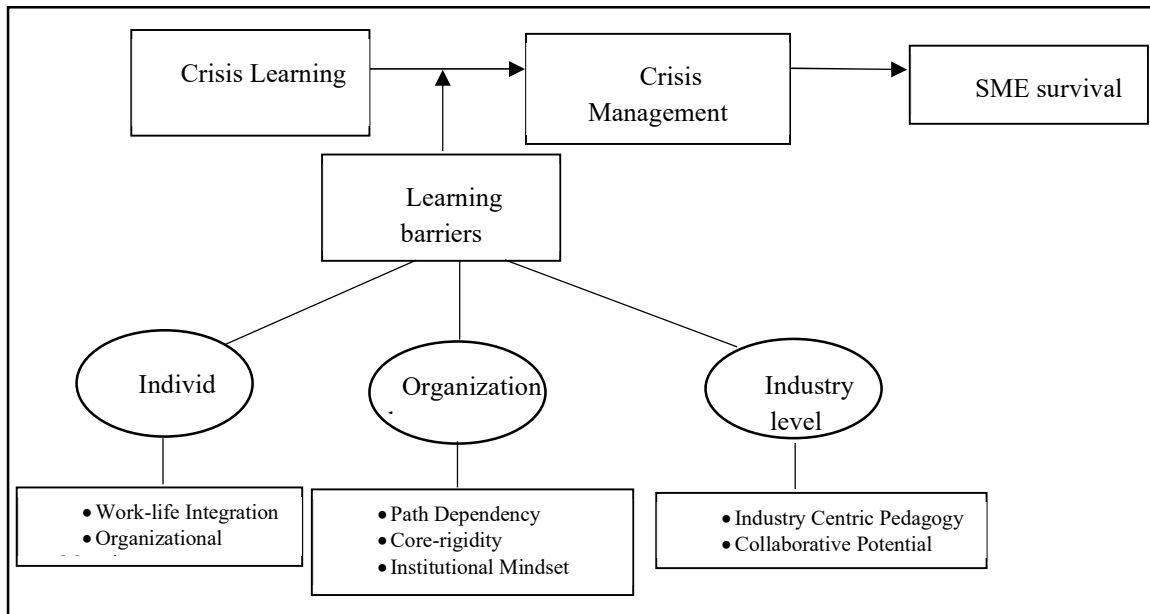 Crisis Learning
Crisis
Management
SME survival
Learning
barriers
Individ
Organization
Industry
level
• Work-life Integration
• Organizational
• Path Dependency
• Core-rigidity
• Institutional Mindset
• Industry Centric Pedagogy
• Collaborative Potential